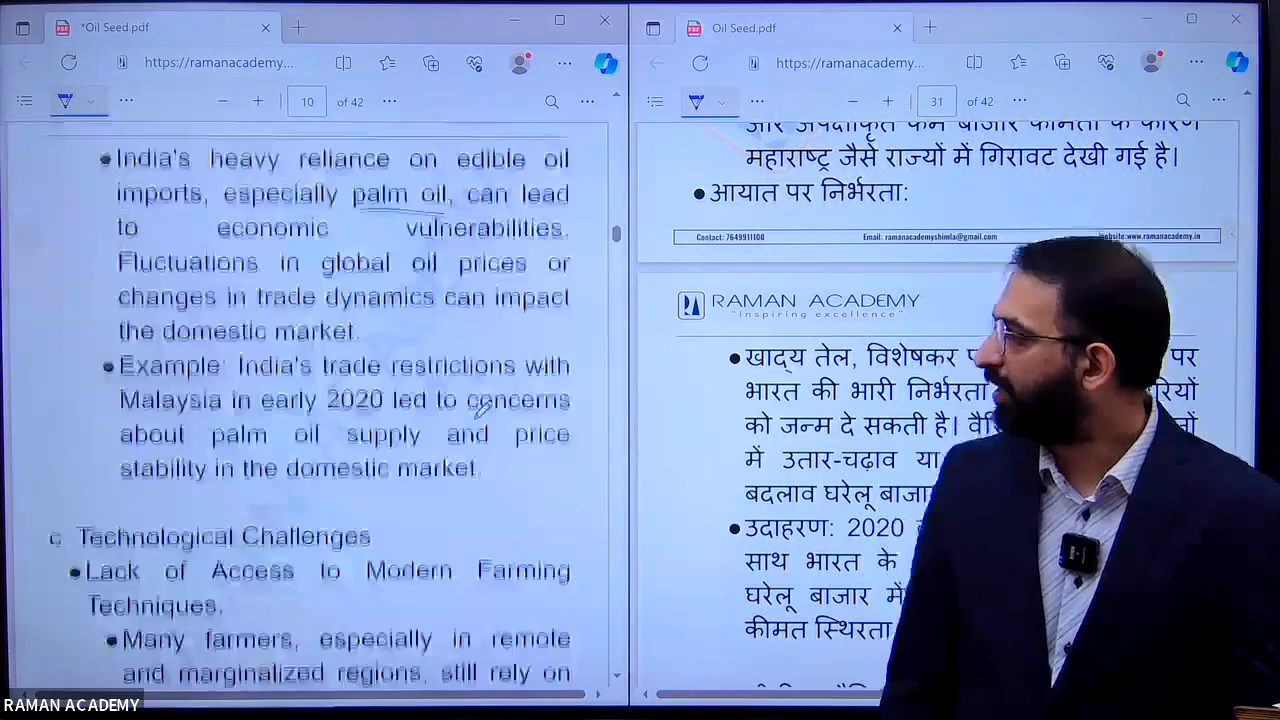 *Oil Seed.pdf
https://ramanacademy...
10 of 42
India's heavy reliance on edible oil
imports, especially palm oil, can lead
to economic vulnerabilities.
Fluctuations in global oil prices or
changes in trade dynamics can impact
the domestic market.
Example: India's trade restrictions with
Malaysia in early 2020 led to concerns
about palm oil supply and price
stability in the domestic market.
c Technological Challenges
Lack of Access to Modern Farming
Techniques.
Many farmers, especially in remote
and marginalized regions, still rely on
RAMAN ACADEMY
Oil Seed.pdf
https://ramanacademy...
31 of 42
और अपेक्षाकृत कम बाजार कीमतों के कारण
महाराष्ट्र जैसे राज्यों में गिरावट देखी गई है।
आयात पर निर्भरता:
Contact: 7649911100 Email: ramanacademyshimla@gmail.com Website:www.ramanacademy.in
RAMAN ACADEMY
"inspiring excellence"
खाद्य तेल, विशेषकर पर
भारत की भारी निर्भरता
को जन्म दे सकती है।
में उतार-चढ़ाव या
बदलाव घरेलू
उदाहरण: 2020
साथ भारत के
घरेलू बाजार में
कीमत स्थिरता